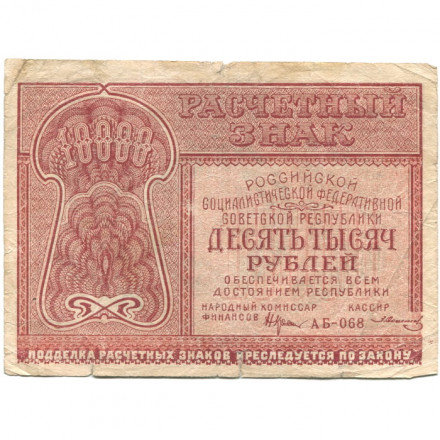 10000
РАСЧЕТНЫЙ
ЗНАК
РОССИЙСКОЙ
СОЦИАЛИСТИЧЕСКОЙ ФЕДЕРАТИВНОЙ
СОВЕТСКОЙ РЕСПУБЛИКИ
ДЕСЯТЬ ТЫСЯЧ
РУБЛЕЙ
ОБЕСПЕЧИВАЕТСЯ ВСЕМ
ДОСТОЯНИЕМ РЕСПУБЛИКИ
НАРОДНЫЙ КОМИССАР КАССИР
ФИНАНСОВ АБ-068
ПОДДЕЛКА РАСЧЕТНЫХ ЗНАКОВ ПРЕСЛЕДУЕТСЯ ПО ЗАКОНУ